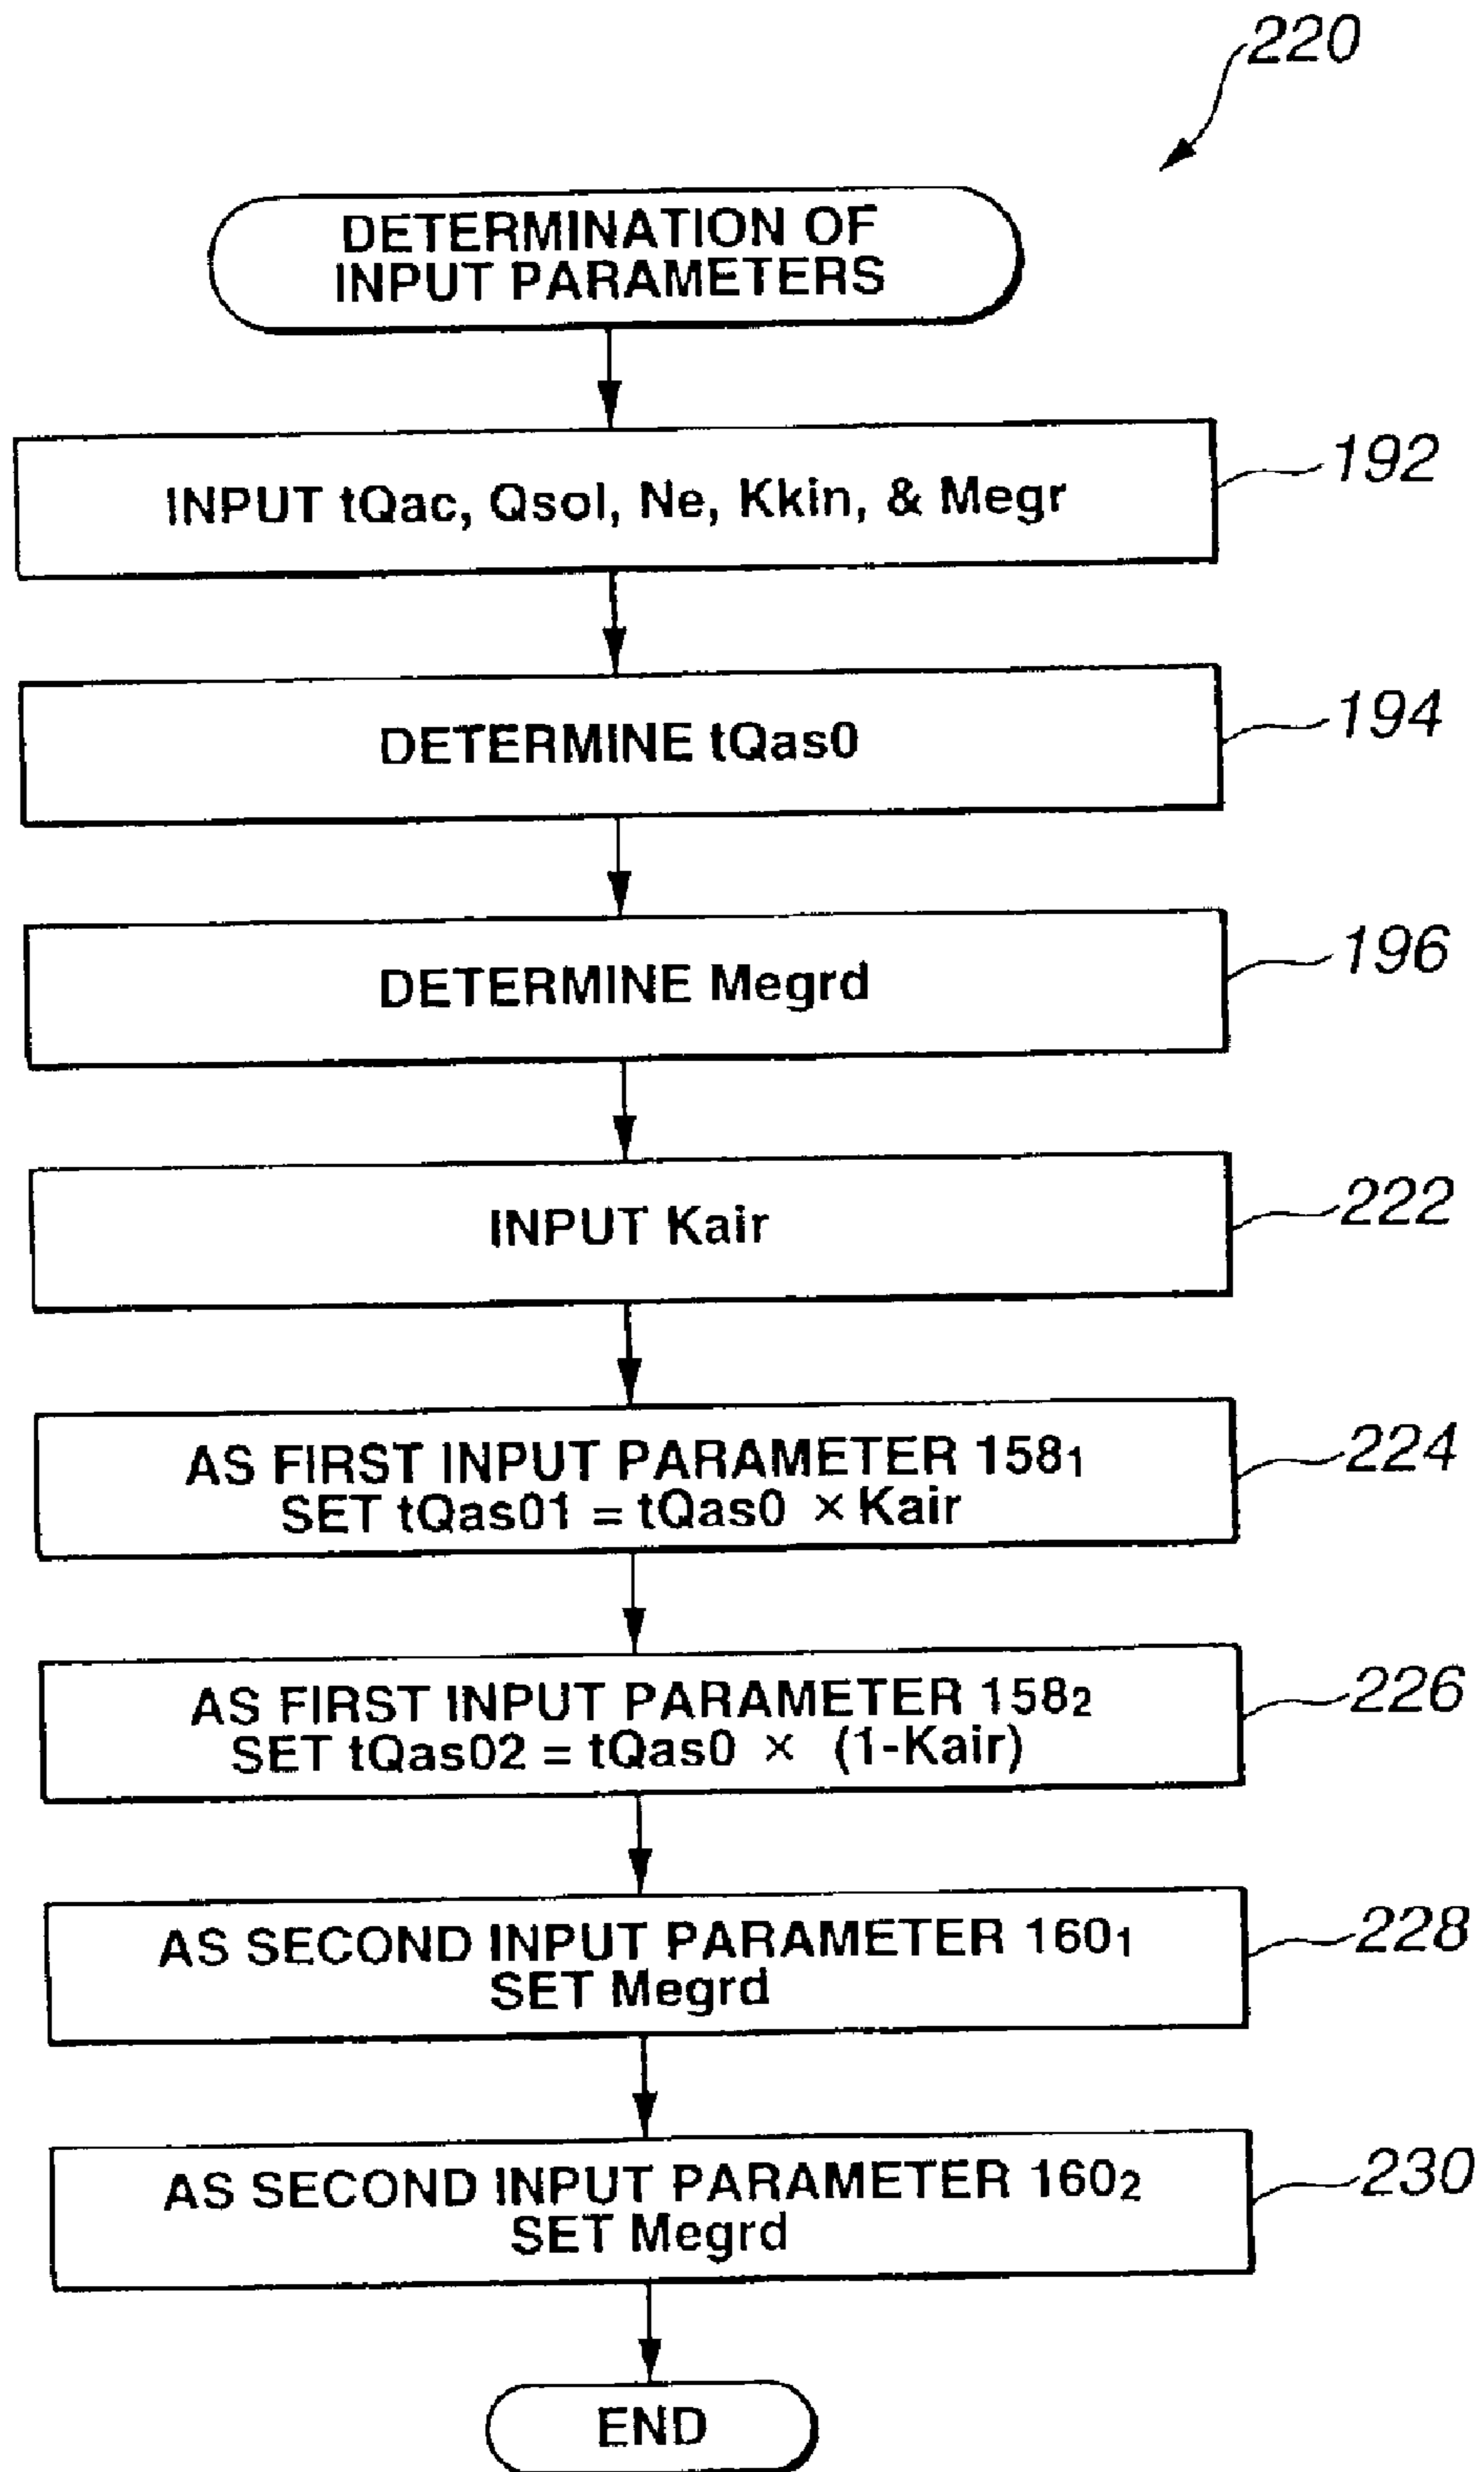 220
DETERMINATION OF
INPUT PARAMETERS
INPUT tQac, Qsol, Ne, Kkin, & Megr
192
DETERMINE tQas0
194
DETERMINE Megrd
196
INPUT Kair
222
AS FIRST INPUT PARAMETER 158₁
SET tQas01 = tQas0 × Kair
224
AS FIRST INPUT PARAMETER 158₂
SET tQas02 = tQas0 × (1-Kair)
226
AS SECOND INPUT PARAMETER 160₁
SET Megrd
228
AS SECOND INPUT PARAMETER 160₂
SET Megrd
230
END